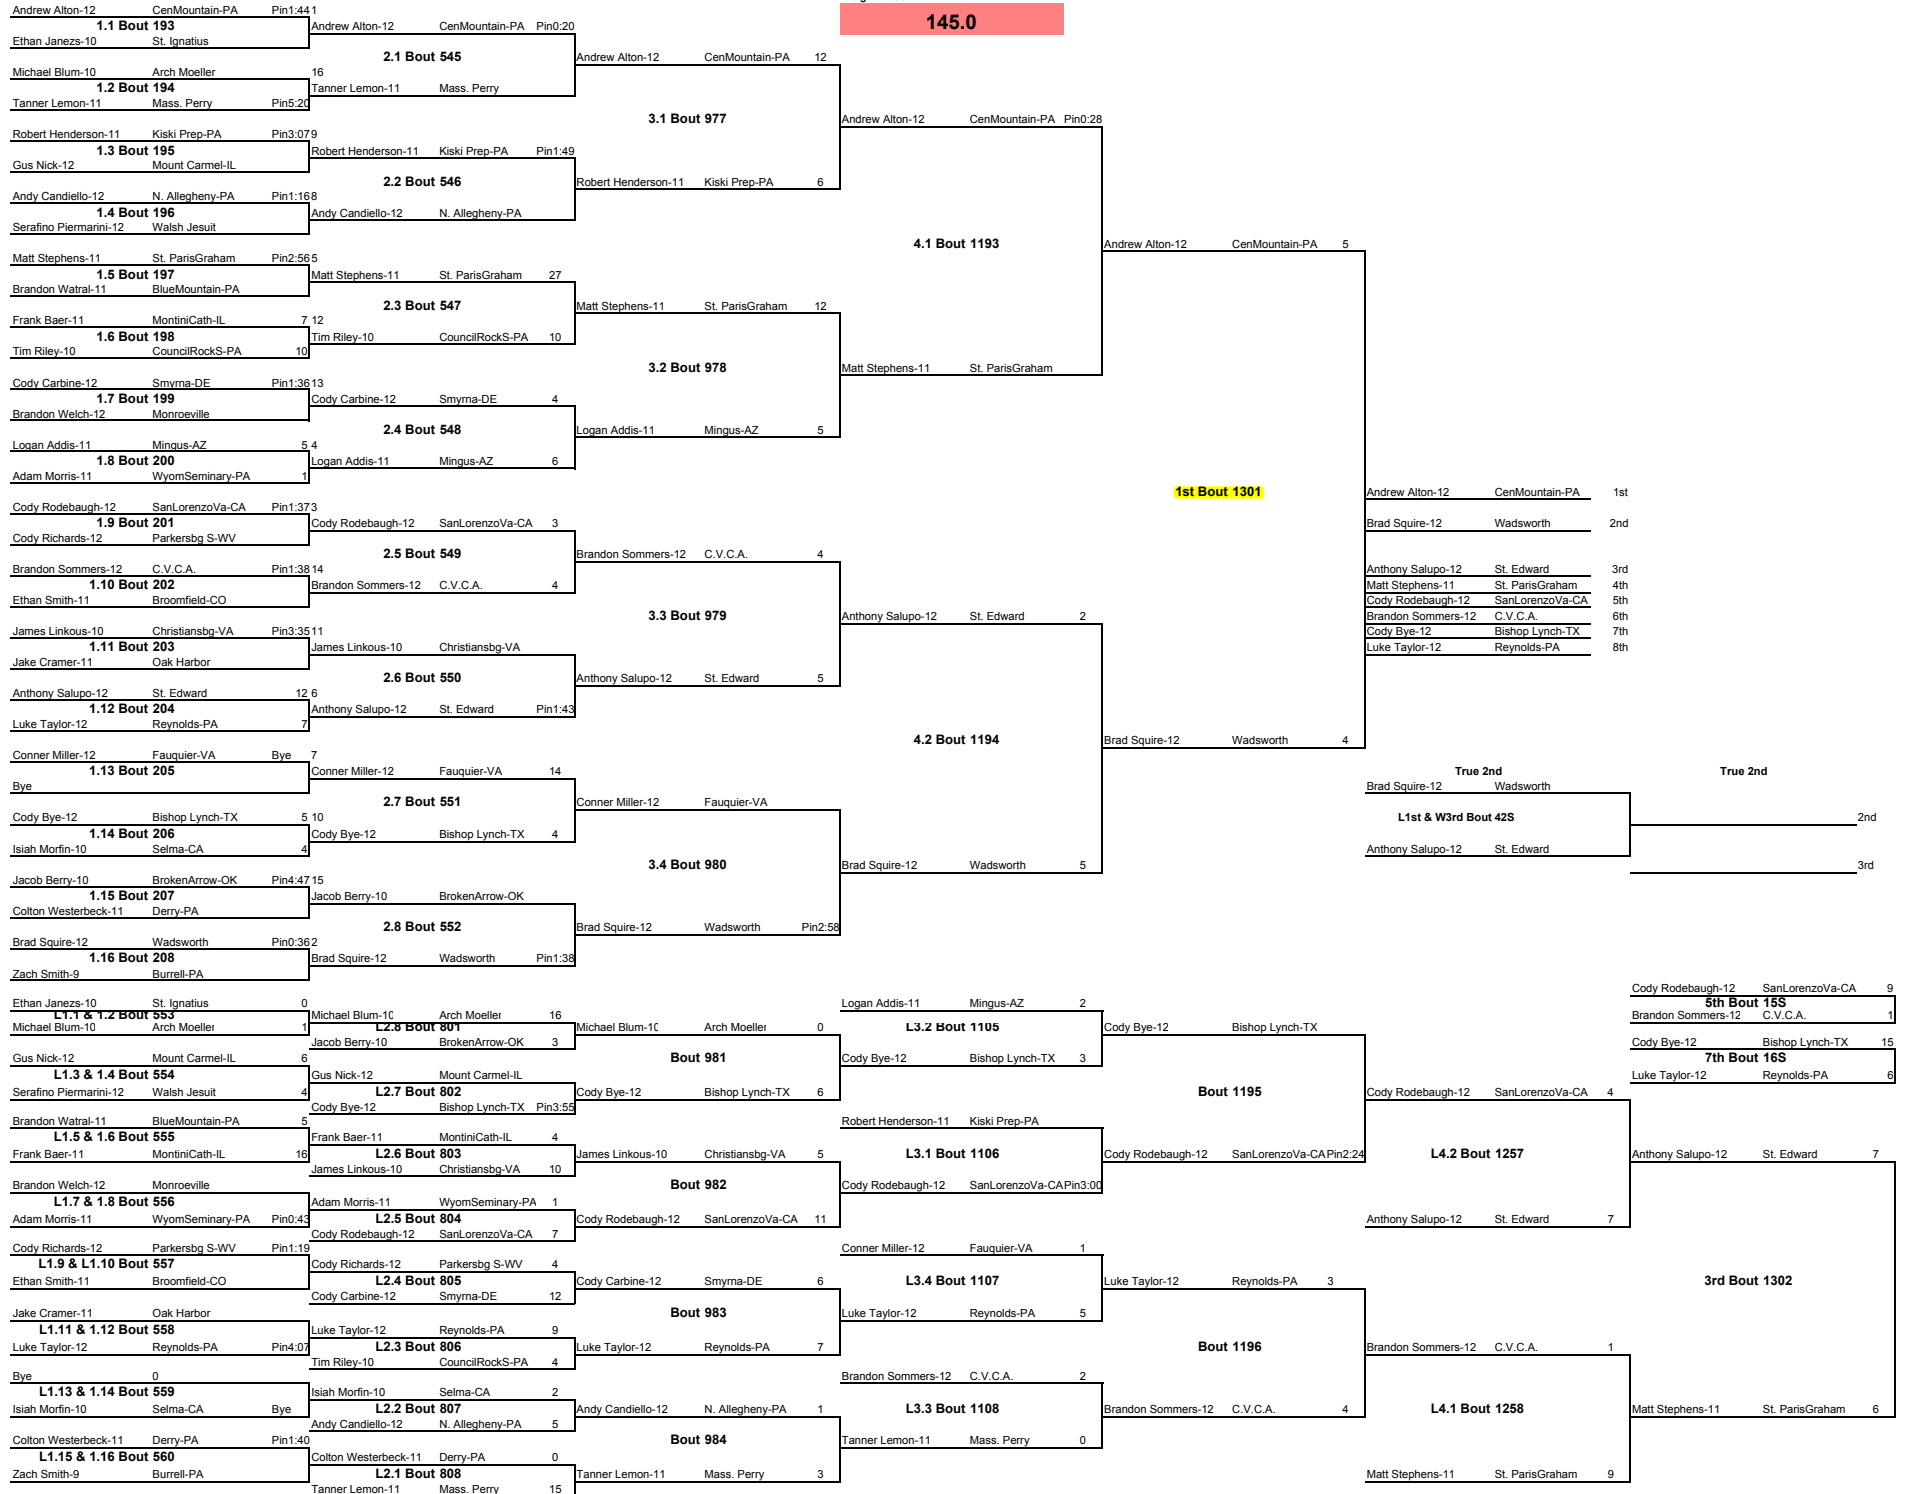 145.0
Andrew Alton-12 CenMountain-PA Pin1:44 1
1.1 Bout 193
Ethan Janezs-10 St. Ignatius
Michael Blum-10 Arch Moeller 16
1.2 Bout 194
Tanner Lemon-11 Mass. Perry Pin5:20
Robert Henderson-11 Kiski Prep-PA Pin3:07 9
1.3 Bout 195
Gus Nick-12 Mount Carmel-IL
Andy Candiello-12 N. Allegheny-PA Pin1:16 8
1.4 Bout 196
Serafino Piermarini-12 Walsh Jesuit
Matt Stephens-11 St. ParisGraham Pin2:56 5
1.5 Bout 197
Brandon Watral-11 BlueMountain-PA
Frank Baer-11 MontiniCath-IL 7 12
1.6 Bout 198
Tim Riley-10 CouncilRockS-PA 10
Cody Carbine-12 Smyrna-DE Pin1:36 13
1.7 Bout 199
Brandon Welch-12 Monroeville
Logan Addis-11 Mingus-AZ 5 4
1.8 Bout 200
Adam Morris-11 WyomSeminary-PA 1
Cody Rodebaugh-12 SanLorenzoVa-CA Pin1:37 3
1.9 Bout 201
Cody Richards-12 Parkersbg S-WV
Brandon Sommers-12 C.V.C.A. Pin1:38 14
1.10 Bout 202
Ethan Smith-11 Broomfield-CO
James Linkous-10 Christiansbg-VA Pin3:35 11
1.11 Bout 203
Jake Cramer-11 Oak Harbor
Anthony Salupo-12 St. Edward 12 6
1.12 Bout 204
Luke Taylor-12 Reynolds-PA 7
Conner Miller-12 Fauquier-VA Bye 7
1.13 Bout 205
Bye
Cody Bye-12 Bishop Lynch-TX 5 10
1.14 Bout 206
Isiah Morfin-10 Selma-CA 4
Jacob Berry-10 BrokenArrow-OK Pin4:47 15
1.15 Bout 207
Colton Westerbeck-11 Derry-PA
Brad Squire-12 Wadsworth Pin0:36 2
1.16 Bout 208
Zach Smith-9 Burrell-PA
Andrew Alton-12 CenMountain-PA Pin0:20
2.1 Bout 545
Tanner Lemon-11 Mass. Perry
Robert Henderson-11 Kiski Prep-PA Pin1:49
2.2 Bout 546
Andy Candiello-12 N. Allegheny-PA
Matt Stephens-11 St. ParisGraham 27
2.3 Bout 547
Tim Riley-10 CouncilRockS-PA 10
Cody Carbine-12 Smyrna-DE 4
2.4 Bout 548
Logan Addis-11 Mingus-AZ 6
Cody Rodebaugh-12 SanLorenzoVa-CA 3
2.5 Bout 549
Brandon Sommers-12 C.V.C.A. 4
James Linkous-10 Christiansbg-VA
2.6 Bout 550
Anthony Salupo-12 St. Edward Pin1:43
Conner Miller-12 Fauquier-VA 14
2.7 Bout 551
Cody Bye-12 Bishop Lynch-TX 4
Jacob Berry-10 BrokenArrow-OK
2.8 Bout 552
Brad Squire-12 Wadsworth Pin1:38
Andrew Alton-12 CenMountain-PA 12
3.1 Bout 977
Robert Henderson-11 Kiski Prep-PA 6
Matt Stephens-11 St. ParisGraham 12
3.2 Bout 978
Logan Addis-11 Mingus-AZ 5
Brandon Sommers-12 C.V.C.A. 4
3.3 Bout 979
Anthony Salupo-12 St. Edward 5
Conner Miller-12 Fauquier-VA
3.4 Bout 980
Brad Squire-12 Wadsworth Pin2:58
Andrew Alton-12 CenMountain-PA Pin0:28
4.1 Bout 1193
Matt Stephens-11 St. ParisGraham
Anthony Salupo-12 St. Edward 2
4.2 Bout 1194
Brad Squire-12 Wadsworth 5
Andrew Alton-12 CenMountain-PA 5
1st Bout 1301
Brad Squire-12 Wadsworth 4
Andrew Alton-12 CenMountain-PA 1st
Brad Squire-12 Wadsworth 2nd
Anthony Salupo-12 St. Edward 3rd
Matt Stephens-11 St. ParisGraham 4th
Cody Rodebaugh-12 SanLorenzoVa-CA 5th
Brandon Sommers-12 C.V.C.A. 6th
Cody Bye-12 Bishop Lynch-TX 7th
Luke Taylor-12 Reynolds-PA 8th
True 2nd True 2nd
Brad Squire-12 Wadsworth
L1st & W3rd Bout 42S 2nd
Anthony Salupo-12 St. Edward
3rd
Ethan Janezs-10 St. Ignatius 0
L1.1 & 1.2 Bout 553
Michael Blum-10 Arch Moeller 1
Gus Nick-12 Mount Carmel-IL 6
L1.3 & 1.4 Bout 554
Serafino Piermarini-12 Walsh Jesuit 4
Brandon Watral-11 BlueMountain-PA 5
L1.5 & 1.6 Bout 555
Frank Baer-11 MontiniCath-IL 16
Brandon Welch-12 Monroeville
L1.7 & 1.8 Bout 556
Adam Morris-11 WyomSeminary-PA Pin0:43
Cody Richards-12 Parkersbg S-WV Pin1:19
L1.9 & L1.10 Bout 557
Ethan Smith-11 Broomfield-CO
Jake Cramer-11 Oak Harbor
L1.11 & 1.12 Bout 558
Luke Taylor-12 Reynolds-PA Pin4:07
Bye 0
L1.13 & 1.14 Bout 559
Isiah Morfin-10 Selma-CA Bye
Colton Westerbeck-11 Derry-PA Pin1:40
L1.15 & 1.16 Bout 560
Zach Smith-9 Burrell-PA
Michael Blum-10 Arch Moeller 16
L2.8 Bout 801
Jacob Berry-10 BrokenArrow-OK 3
Gus Nick-12 Mount Carmel-IL
L2.7 Bout 802
Cody Bye-12 Bishop Lynch-TX Pin3:55
Frank Baer-11 MontiniCath-IL 4
L2.6 Bout 803
James Linkous-10 Christiansbg-VA 10
Adam Morris-11 WyomSeminary-PA 1
L2.5 Bout 804
Cody Rodebaugh-12 SanLorenzoVa-CA 7
Cody Richards-12 Parkersbg S-WV 4
L2.4 Bout 805
Cody Carbine-12 Smyrna-DE 12
Luke Taylor-12 Reynolds-PA 9
L2.3 Bout 806
Tim Riley-10 CouncilRockS-PA 4
Isiah Morfin-10 Selma-CA 2
L2.2 Bout 807
Andy Candiello-12 N. Allegheny-PA 5
Colton Westerbeck-11 Derry-PA 0
L2.1 Bout 808
Tanner Lemon-11 Mass. Perry 15
Michael Blum-10 Arch Moeller 0
Bout 981
Cody Bye-12 Bishop Lynch-TX 6
James Linkous-10 Christiansbg-VA 5
Bout 982
Cody Rodebaugh-12 SanLorenzoVa-CA 11
Cody Carbine-12 Smyrna-DE 6
Bout 983
Luke Taylor-12 Reynolds-PA 7
Andy Candiello-12 N. Allegheny-PA 1
Bout 984
Tanner Lemon-11 Mass. Perry 3
Logan Addis-11 Mingus-AZ 2
L3.2 Bout 1105
Cody Bye-12 Bishop Lynch-TX 3
Robert Henderson-11 Kiski Prep-PA
L3.1 Bout 1106
Cody Rodebaugh-12 SanLorenzoVa-CA Pin3:00
Conner Miller-12 Fauquier-VA 1
L3.4 Bout 1107
Luke Taylor-12 Reynolds-PA 5
Brandon Sommers-12 C.V.C.A. 2
L3.3 Bout 1108
Tanner Lemon-11 Mass. Perry 0
Cody Bye-12 Bishop Lynch-TX
Bout 1195
Cody Rodebaugh-12 SanLorenzoVa-CA Pin2:24
Luke Taylor-12 Reynolds-PA 3
Bout 1196
Brandon Sommers-12 C.V.C.A. 4
Cody Rodebaugh-12 SanLorenzoVa-CA 4
L4.2 Bout 1257
Anthony Salupo-12 St. Edward 7
Brandon Sommers-12 C.V.C.A. 1
L4.1 Bout 1258
Matt Stephens-11 St. ParisGraham 9
Cody Rodebaugh-12 SanLorenzoVa-CA 9
5th Bout 15S
Brandon Sommers-12 C.V.C.A. 1
Cody Bye-12 Bishop Lynch-TX 15
7th Bout 16S
Luke Taylor-12 Reynolds-PA 6
Anthony Salupo-12 St. Edward 7
3rd Bout 1302
Matt Stephens-11 St. ParisGraham 6